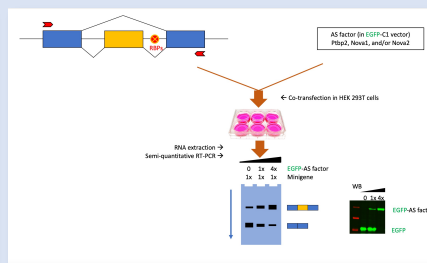 RBPs
AS factor (in EGFP-C1 vector)
Ptbp2, Nova1, and/or Nova2
← Co-transfection in HEK 293T cells
RNA extraction →
Semi-quantitative RT-PCR →
0 1x 4x EGFP-AS factor
1x 1x 1x Minigene
WB
0 1x 4x
EGFP-AS factor
EGFP